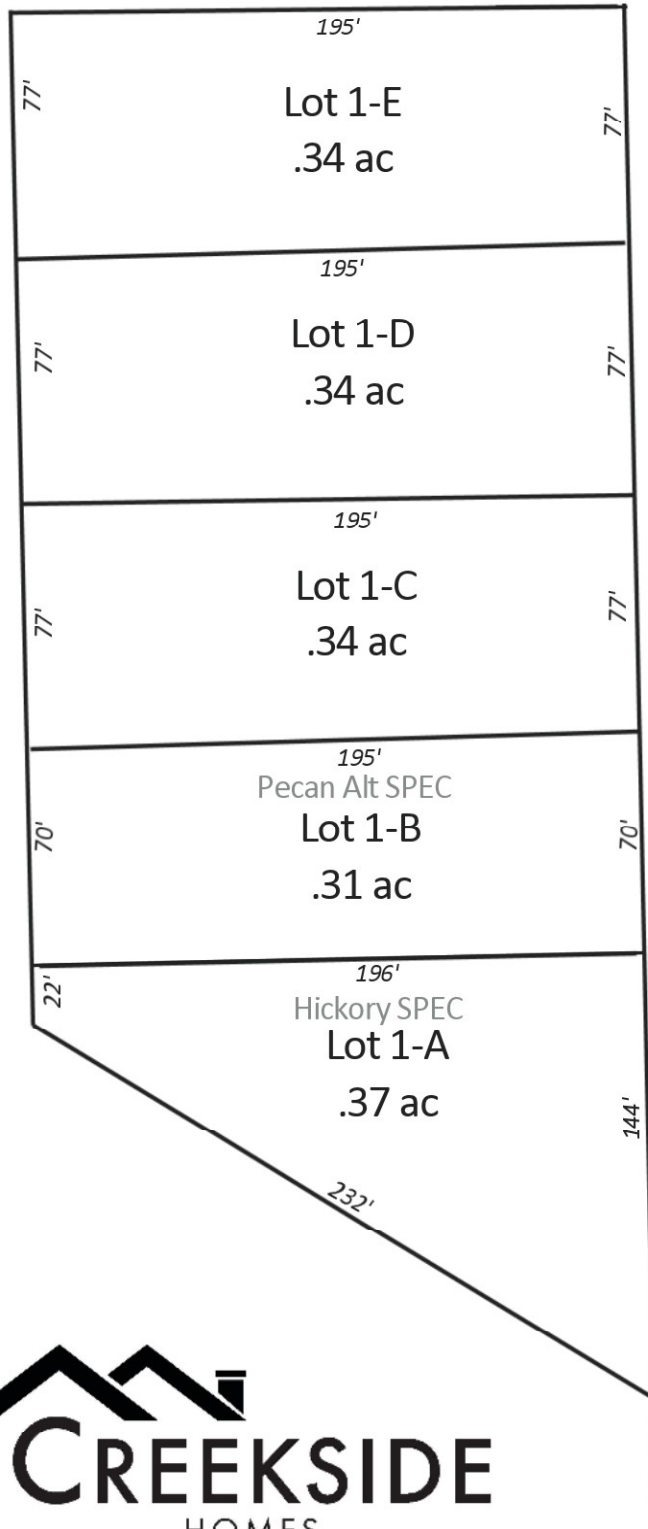 195'
77'
Lot 1-E
77'
.34 ac
195'
77'
Lot 1-D
77'
.34 ac
195'
77'
Lot 1-C
77'
.34 ac
195'
Pecan Alt SPEC
70'
Lot 1-B
70'
.31 ac
196'
22'
Hickory SPEC
Lot 1-A
.37 ac
144'
232'
CREEKSIDE
HOMES